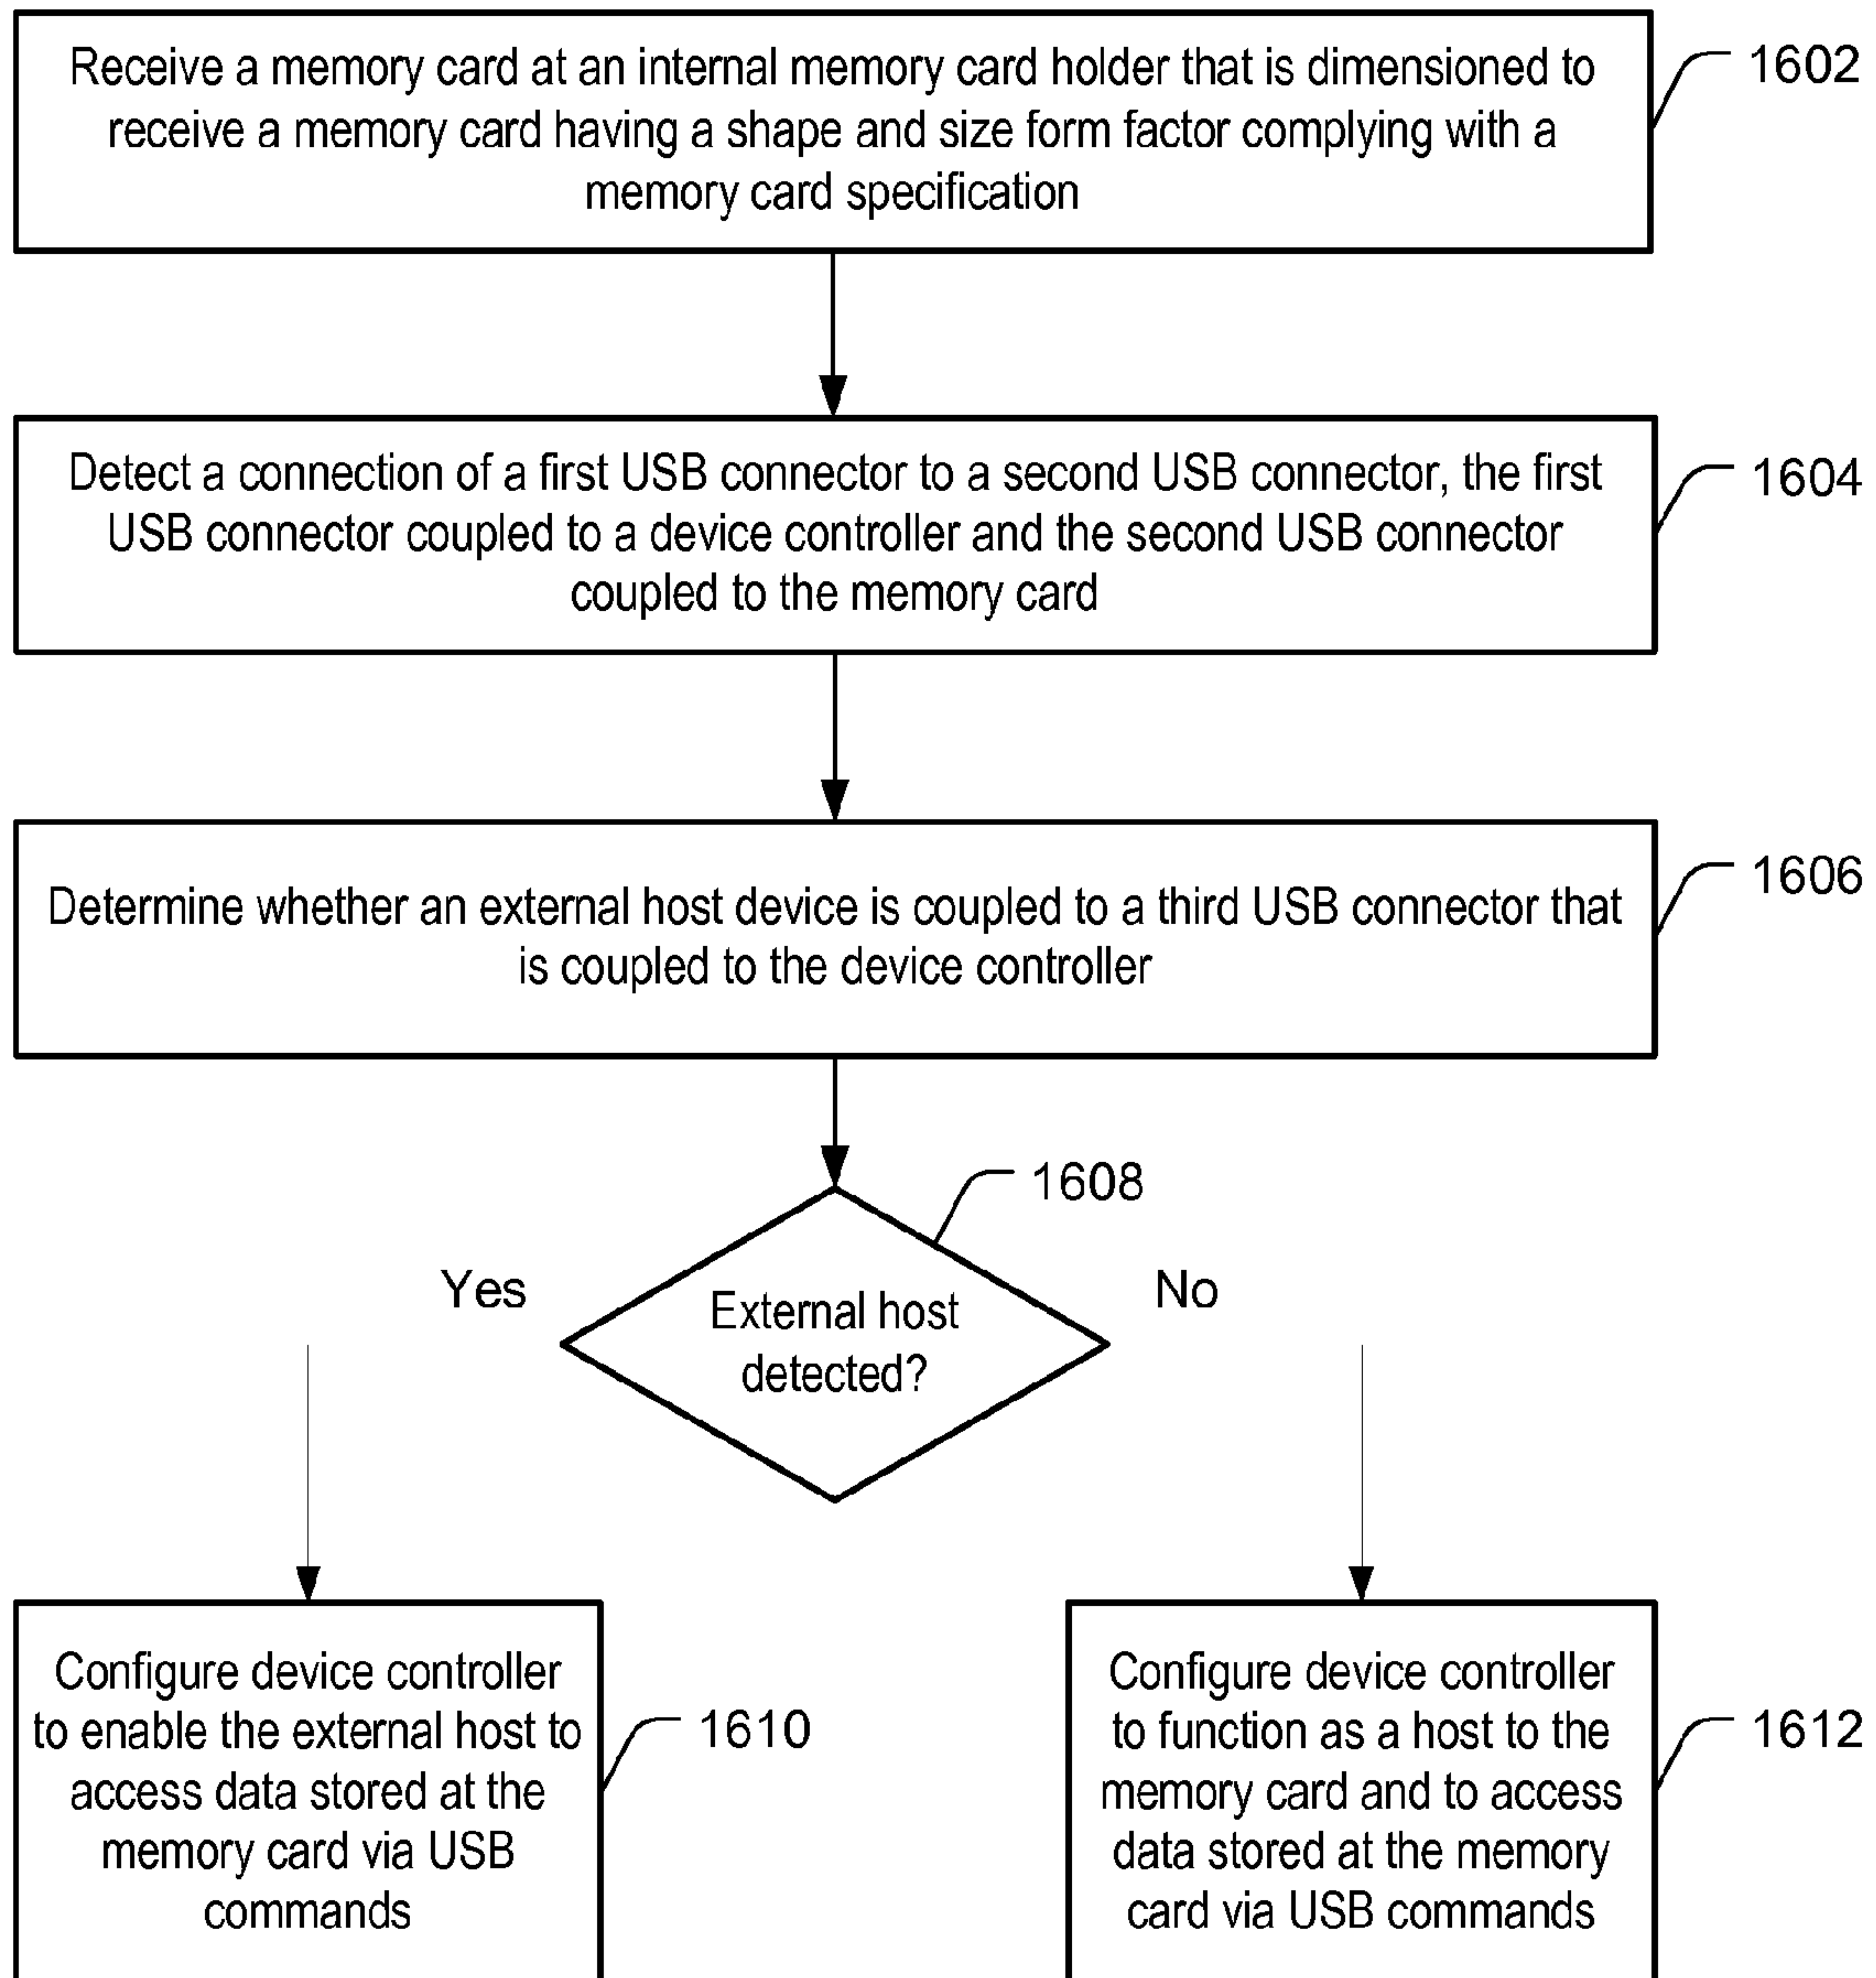 Receive a memory card at an internal memory card holder that is dimensioned to
receive a memory card having a shape and size form factor complying with a
memory card specification
1602
Detect a connection of a first USB connector to a second USB connector, the first
USB connector coupled to a device controller and the second USB connector
coupled to the memory card
1604
Determine whether an external host device is coupled to a third USB connector that
is coupled to the device controller
1606
1608
Yes
External host
detected?
No
Configure device controller
to enable the external host to
access data stored at the
memory card via USB
commands
1610
Configure device controller
to function as a host to the
memory card and to access
data stored at the memory
card via USB commands
1612